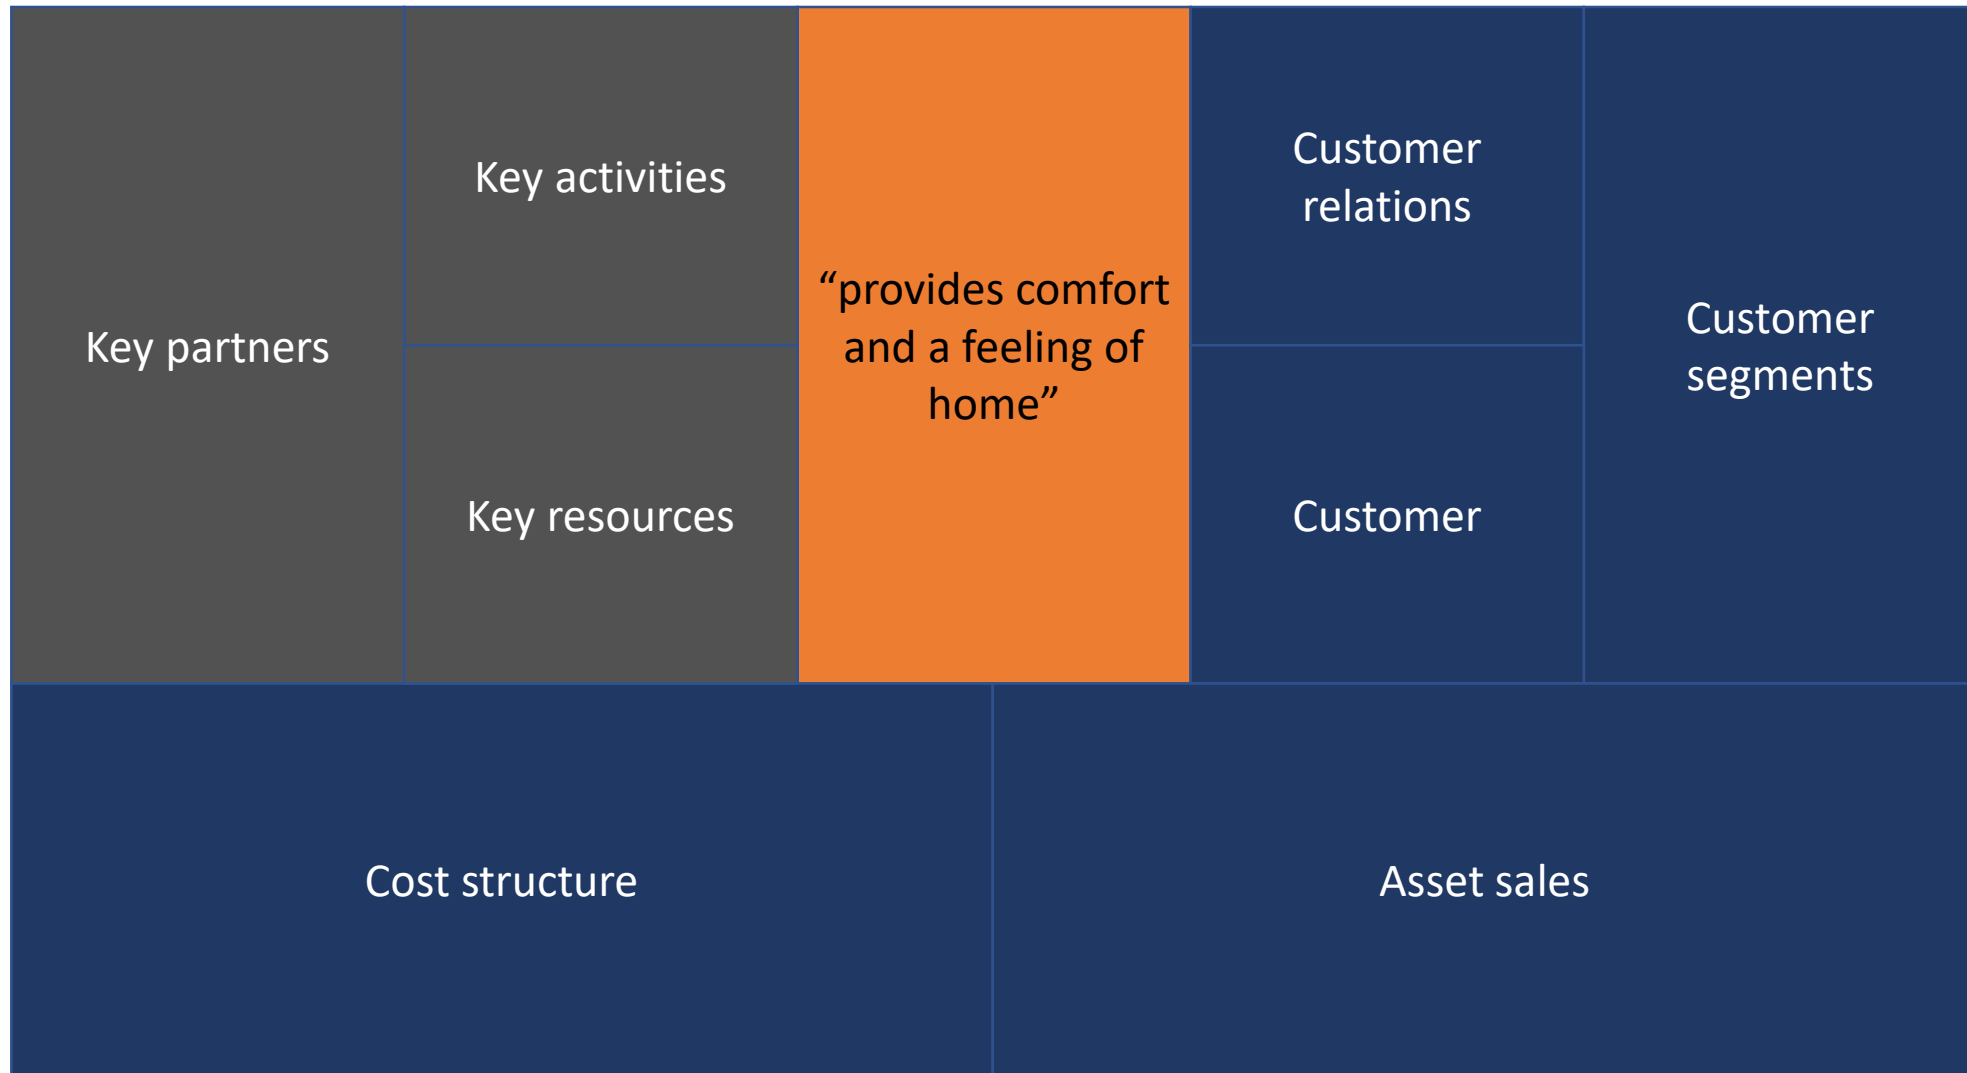 Key partners
Key activities
Key resources
“provides comfort
and a feeling of
home”
Customer
relations
Customer
Customer
segments
Cost structure
Asset sales